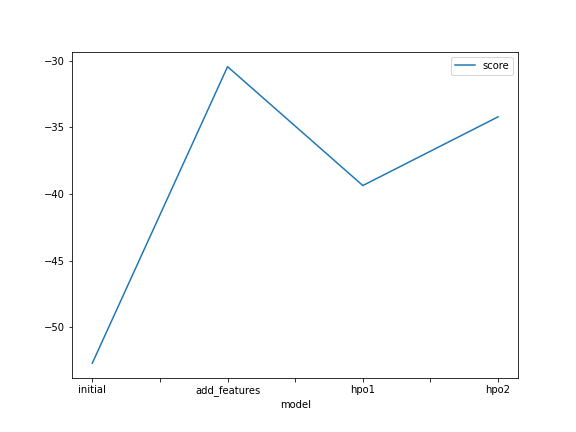 score
−30
−35
−40
−45
−50
initial add_features hpo1 hpo2
model